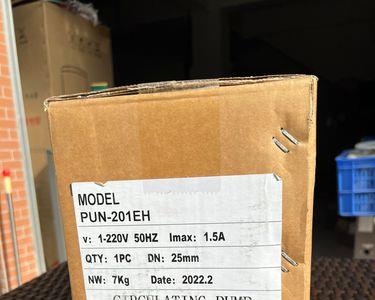 MODEL
PUN-201EH
V: 1-220V 50HZ Imax: 1.5A
QTY: 1PC DN: 25mm
NW: 7Kg Date: 2022.2
CIRCULATING PUMP